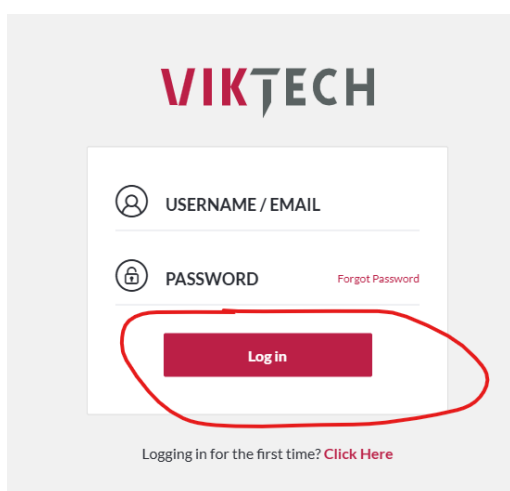 VIKTECH
USERNAME / EMAIL
PASSWORD Forgot Password
Log in
Logging in for the first time? Click Here